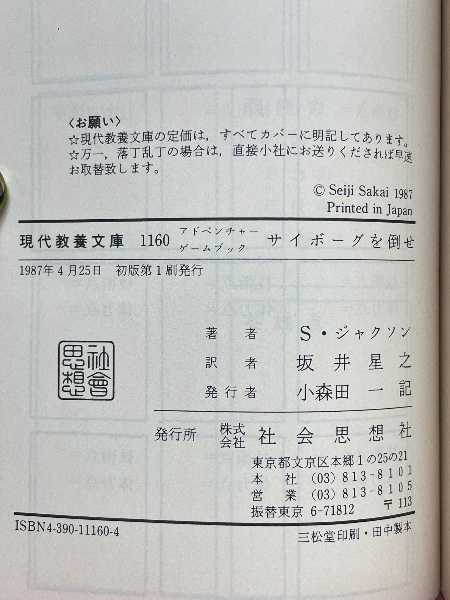 〈お願い〉
☆現代教養文庫の定価は，すべてカバーに明記してあります。
☆万一，落丁乱丁の場合は，直接小社にお送りくだされば早速
お取替致します。
© Seiji Sakai 1987
Printed in Japan
現代教養文庫 1160 アドベンチャーゲームブック サイボーグを倒せ
1987年4月25日 初版第1刷発行
著者 S・ジャクソン
訳者 坂井星之
発行者 小森田一記
社會思想
発行所 株式会社 社会思想社
東京都文京区本郷1の25の21
本社 (03) 813-8101
営業 (03) 813-8105
振替東京 6-71812 〒113
ISBN4-390-11160-4
三松堂印刷・田中製本